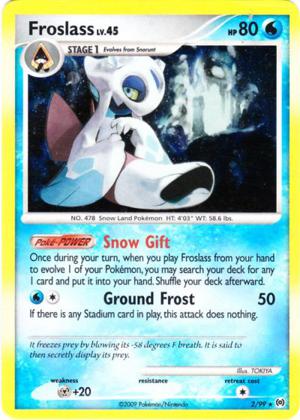 Froslass LV.45
HP 80
STAGE 1 Evolves from Snorunt
NO. 478 Snow Land Pokémon HT: 4'03" WT: 58.6 lbs.
Poké-POWER Snow Gift
Once during your turn, when you play Froslass from your hand
to evolve 1 of your Pokémon, you may search your deck for any
1 card and put it into your hand. Shuffle your deck afterward.
Ground Frost 50
If there is any Stadium card in play, this attack does nothing.
It freezes prey by blowing its -58 degrees F breath. It is said to
then secretly display its prey.
Illus. TOKIYA
weakness resistance retreat cost
+20
©2009 Pokémon/Nintendo 2/99